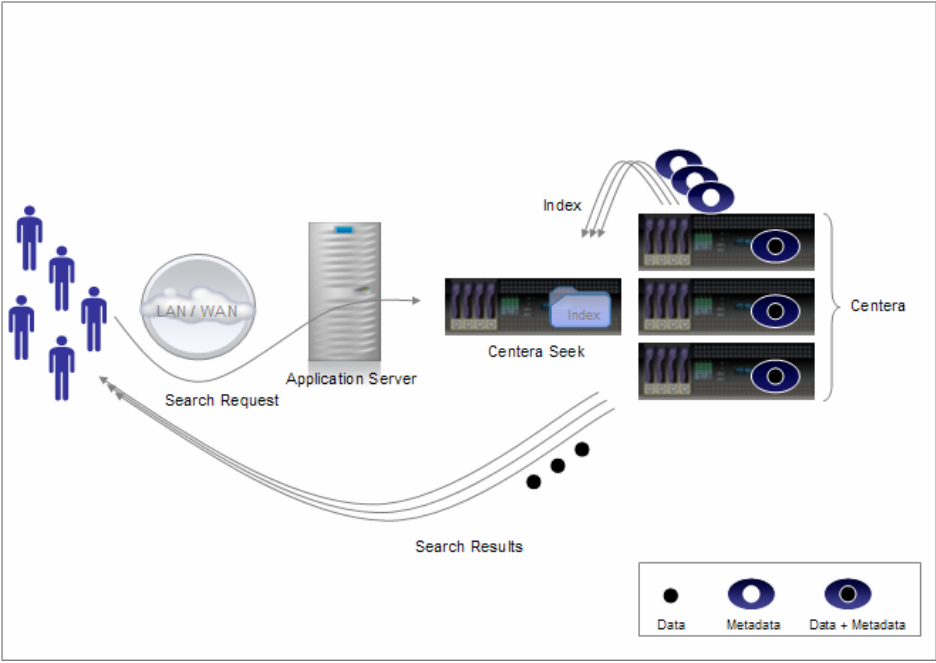 Index
LAN / WAN
Index
Centera
Centera Seek
Application Server
Search Request
Search Results
Data
Metadata
Data + Metadata